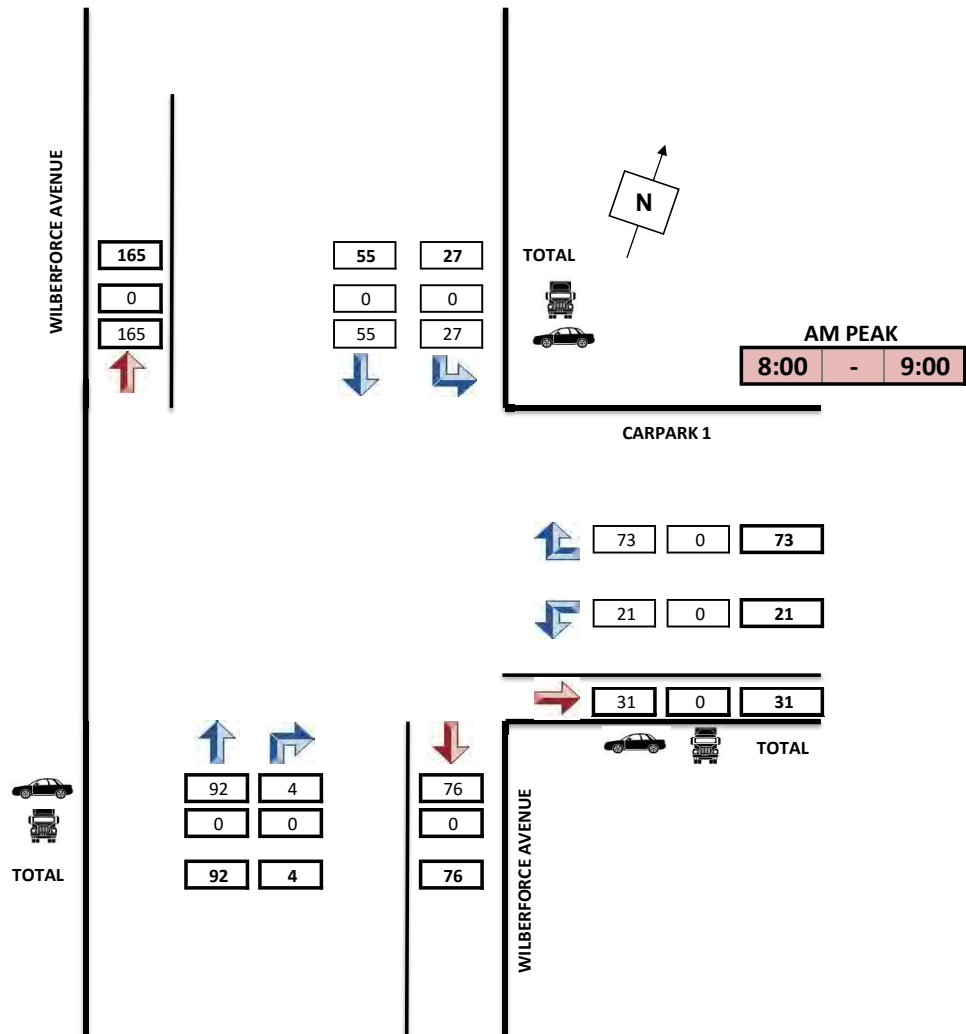 WILBERFORCE AVENUE
N
165 55 27 TOTAL
0 0 0
165 55 27
AM PEAK
8:00 - 9:00
CARPARK 1
73 0 73
21 0 21
31 0 31
TOTAL
92 4 76
0 0 0
TOTAL 92 4 76
WILBERFORCE AVENUE